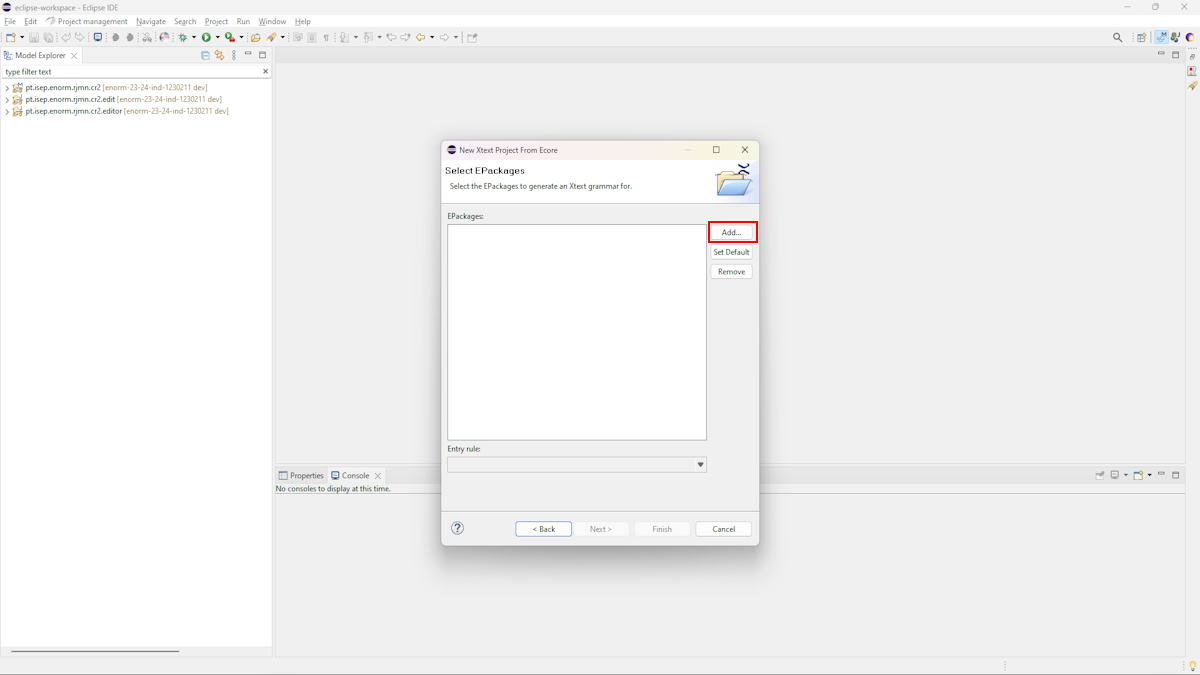 eclipse-workspace - Eclipse IDE
File Edit Project management Navigate Search Project Run Window Help
Model Explorer
type filter text
pt.isep.enorm.rjmn.cr2 [enorm-23-24-ind-1230211 dev]
pt.isep.enorm.rjmn.cr2.edit [enorm-23-24-ind-1230211 dev]
pt.isep.enorm.rjmn.cr2.editor [enorm-23-24-ind-1230211 dev]
New Xtext Project From Ecore
Select EPackages
Select the EPackages to generate an Xtext grammar for.
EPackages:
Add...
Set Default
Remove
Entry rule:
< Back Next > Finish Cancel
Properties Console
No consoles to display at this time.